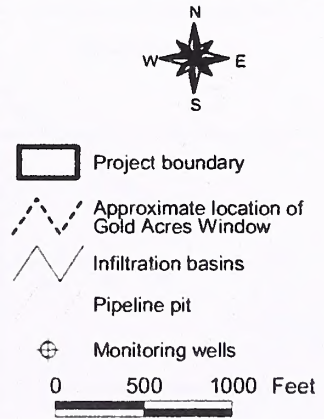 N
W E
S
Project boundary
Approximate location of
Gold Acres Window
Infiltration basins
Pipeline pit
Monitoring wells
0 500 1000 Feet